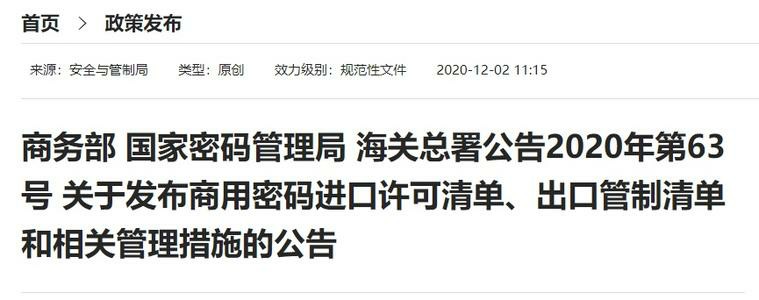 首页 > 政策发布
来源：安全与管制局 类型：原创 效力级别：规范性文件 2020-12-02 11:15
商务部 国家密码管理局 海关总署公告2020年第63
号 关于发布商用密码进口许可清单、出口管制清单
和相关管理措施的公告